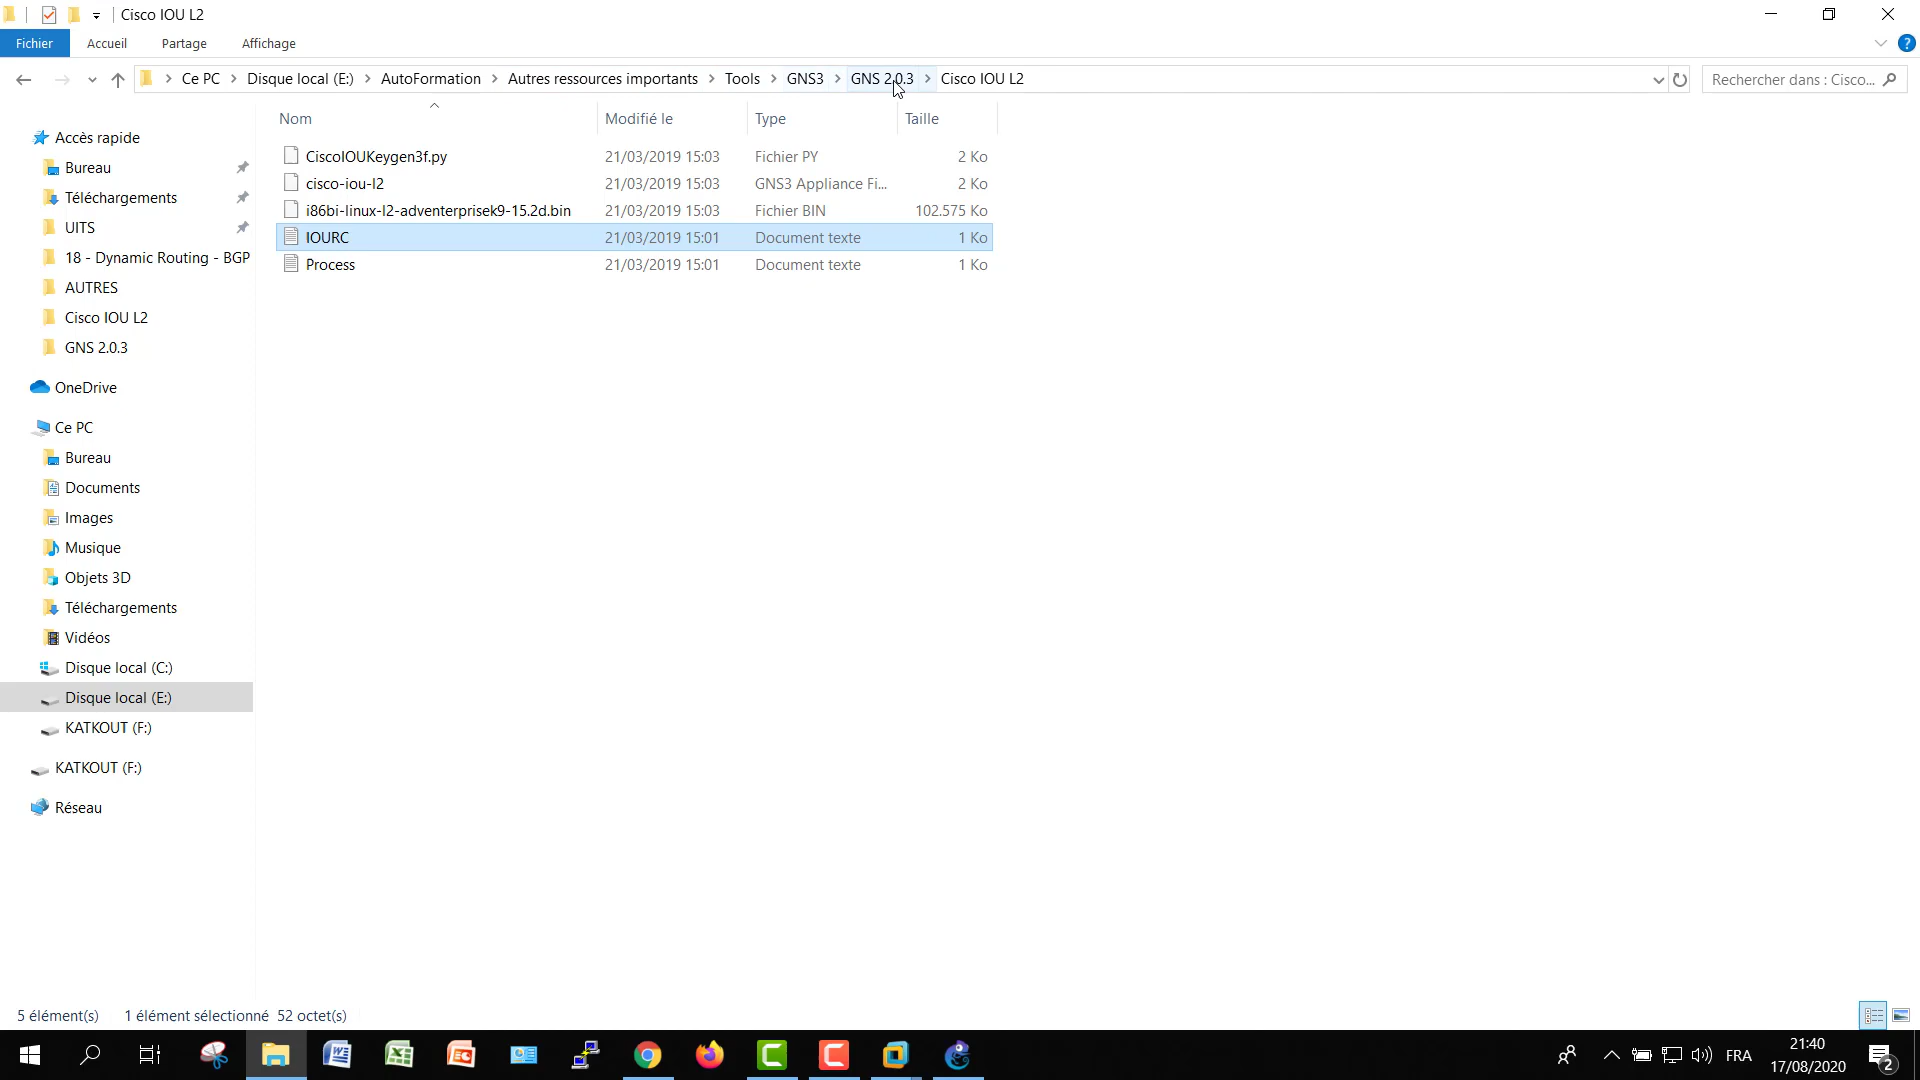 Cisco IOU L2
Fichier Accueil Partage Affichage
Ce PC Disque local (E:) AutoFormation Autres ressources importants Tools GNS3 GNS 2.0.3 Cisco IOU L2
Rechercher dans : Cisco...
Nom Modifié le Type Taille
CiscoIOUKeygen3f.py 21/03/2019 15:03 Fichier PY 2 Ko
cisco-iou-l2 21/03/2019 15:03 GNS3 Appliance Fi... 2 Ko
i86bi-linux-l2-adventerprisek9-15.2d.bin 21/03/2019 15:03 Fichier BIN 102.575 Ko
IOURC 21/03/2019 15:01 Document texte 1 Ko
Process 21/03/2019 15:01 Document texte 1 Ko
Accès rapide
Bureau
Téléchargements
UITS
18 - Dynamic Routing - BGP
AUTRES
Cisco IOU L2
GNS 2.0.3
OneDrive
Ce PC
Bureau
Documents
Images
Musique
Objets 3D
Téléchargements
Vidéos
Disque local (C:)
Disque local (E:)
KATKOUT (F:)
KATKOUT (F:)
Réseau
5 élément(s) 1 élément sélectionné 52 octet(s)
FRA
21:40
17/08/2020
2